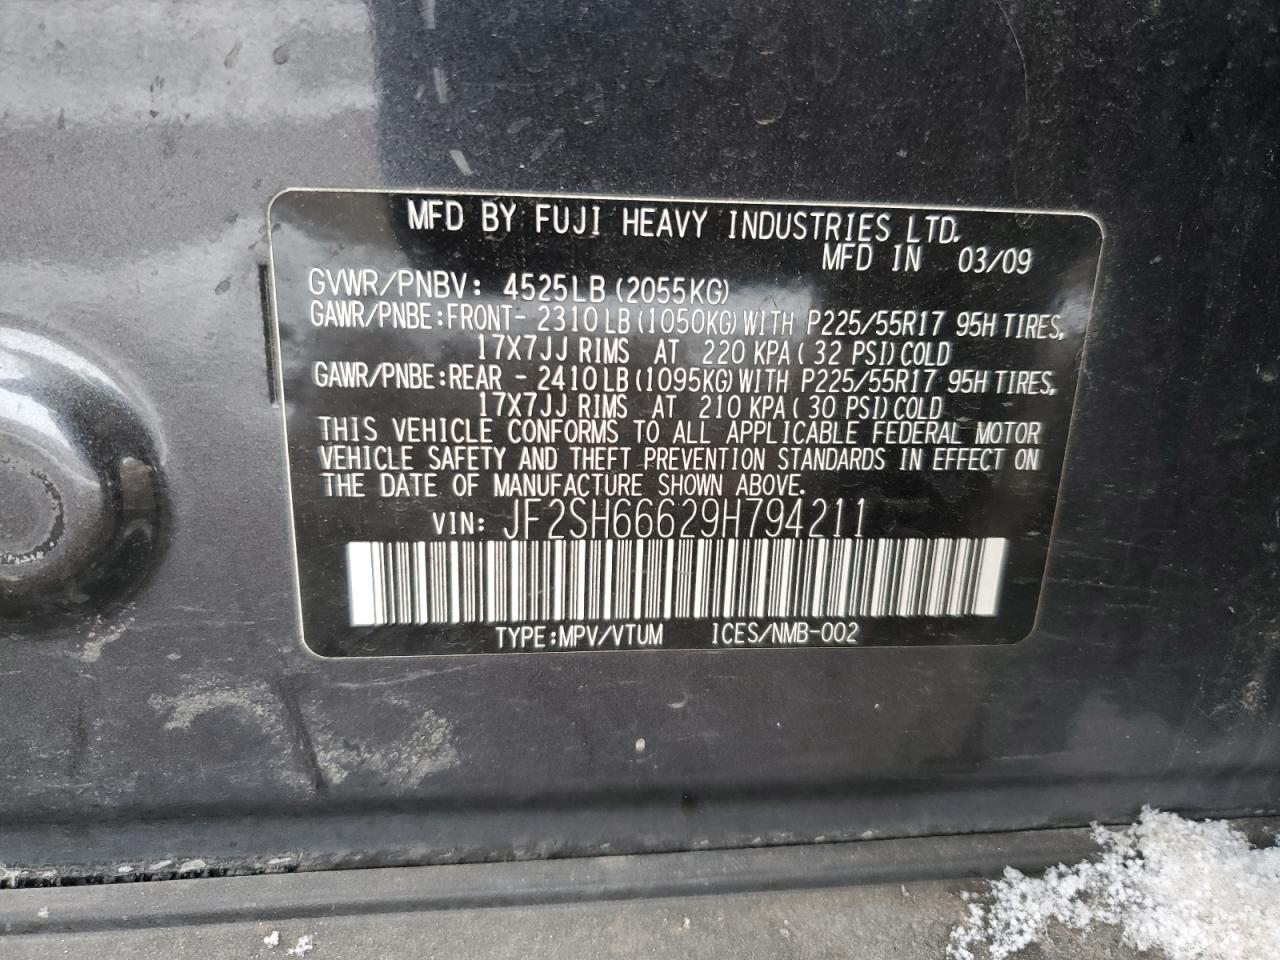 MFD BY FUJI HEAVY INDUSTRIES LTD.
MFD IN 03/09
GVWR/PNBV: 4525LB (2055KG)
GAWR/PNBE:FRONT- 2310LB (1050KG) WITH P225/55R17 95H TIRES,
17X7JJ RIMS AT 220 KPA ( 32 PSI) COLD
GAWR/PNBE:REAR - 2410LB (1095KG) WITH P225/55R17 95H TIRES,
17X7JJ RIMS AT 210 KPA ( 30 PSI) COLD
THIS VEHICLE CONFORMS TO ALL APPLICABLE FEDERAL MOTOR
VEHICLE SAFETY AND THEFT PREVENTION STANDARDS IN EFFECT ON
THE DATE OF MANUFACTURE SHOWN ABOVE.
VIN: JF2SH66629H794211
TYPE:MPV/VTUM ICES/NMB-002